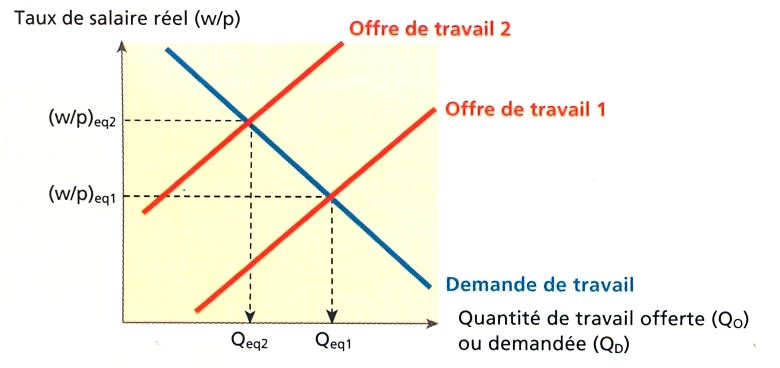 Taux de salaire réel (w/p)
Offre de travail 2
Offre de travail 1
(w/p)eq2
(w/p)eq1
Demande de travail
Qeq2
Qeq1
Quantité de travail offerte (QO)
ou demandée (QD)